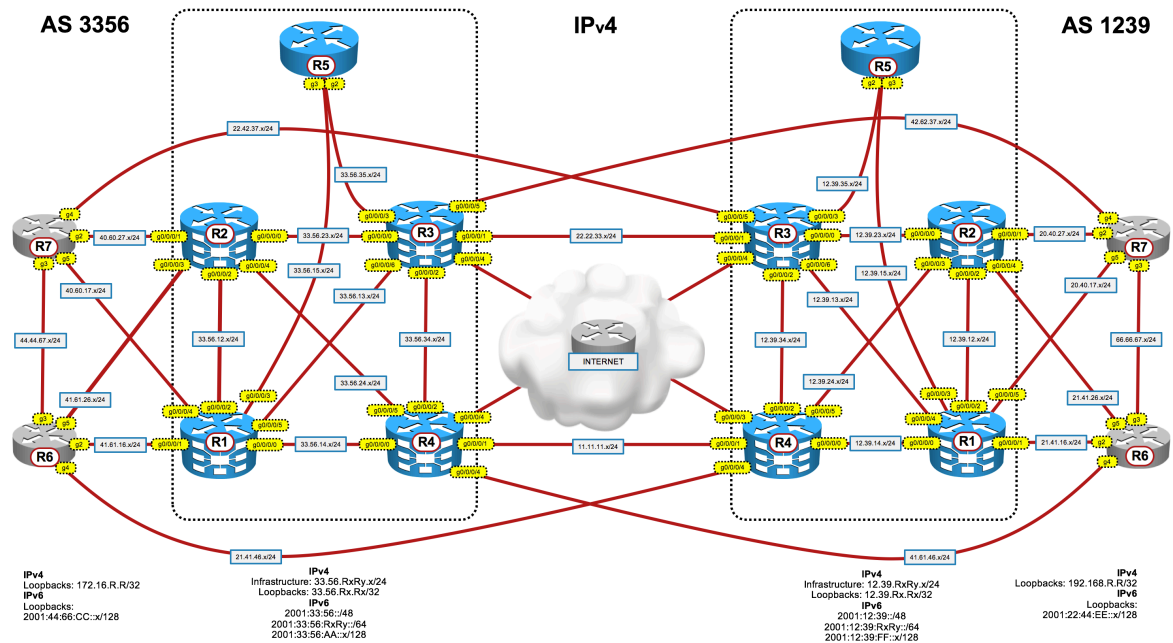 AS 3356
IPv4
AS 1239
R5
g3
g2
R5
g2
g3
22.42.37.x/24
42.62.37.x/24
33.56.35.x/24
12.39.35.x/24
g4
g0/0/0/5
g0/0/0/3
g0/0/0/5
g0/0/0/3
g4
R7
g2
40.60.27.x/24
g0/0/0/1
R2
g0/0/0/0
33.56.23.x/24
g0/0/0/0
R3
g0/0/0/1
22.22.33.x/24
g0/0/0/1
R3
g0/0/0/0
12.39.23.x/24
g0/0/0/0
R2
g0/0/0/1
20.40.27.x/24
g2
R7
g3
g5
g0/0/0/3
g0/0/0/2
g0/0/0/4
33.56.15.x/24
g0/0/0/6
g0/0/0/2
g0/0/0/4
g0/0/0/4
g0/0/0/2
g0/0/0/6
12.39.15.x/24
g0/0/0/3
g0/0/0/2
g0/0/0/4
g5
g3
40.60.17.x/24
33.56.13.x/24
12.39.13.x/24
20.40.17.x/24
44.44.67.x/24
33.56.12.x/24
33.56.34.x/24
INTERNET
12.39.34.x/24
12.39.12.x/24
66.66.67.x/24
41.61.26.x/24
33.56.24.x/24
12.39.24.x/24
21.41.26.x/24
g3
g5
g0/0/0/4
g0/0/0/2
g0/0/0/3
g0/0/0/5
g0/0/0/5
g0/0/0/2
g0/0/0/3
g0/0/0/3
g0/0/0/2
g0/0/0/5
g0/0/0/4
g0/0/0/3
g0/0/0/2
g0/0/0/5
g5
g3
R6
g2
41.61.16.x/24
g0/0/0/1
R1
g0/0/0/0
33.56.14.x/24
g0/0/0/0
R4
g0/0/0/1
11.11.11.x/24
g0/0/0/1
R4
g0/0/0/0
12.39.14.x/24
g0/0/0/0
R1
g0/0/0/1
21.41.16.x/24
g2
R6
g4
g0/0/0/4
g0/0/0/4
g4
21.41.46.x/24
41.61.46.x/24
IPv4
Loopbacks: 172.16.R.R/32
IPv6
Loopbacks:
2001:44:66:CC::x/128
IPv4
Infrastructure: 33.56.RxRy.x/24
Loopbacks: 33.56.Rx.Rx/32
IPv6
2001:33:56::/48
2001:33:56:RxRy::/64
2001:33:56:AA::x/128
IPv4
Infrastructure: 12.39.RxRy.x/24
Loopbacks: 12.39.Rx.Rx/32
IPv6
2001:12:39::/48
2001:12:39:RxRy::/64
2001:12:39:FF::x/128
IPv4
Loopbacks: 192.168.R.R/32
IPv6
Loopbacks:
2001:22:44:EE::x/128